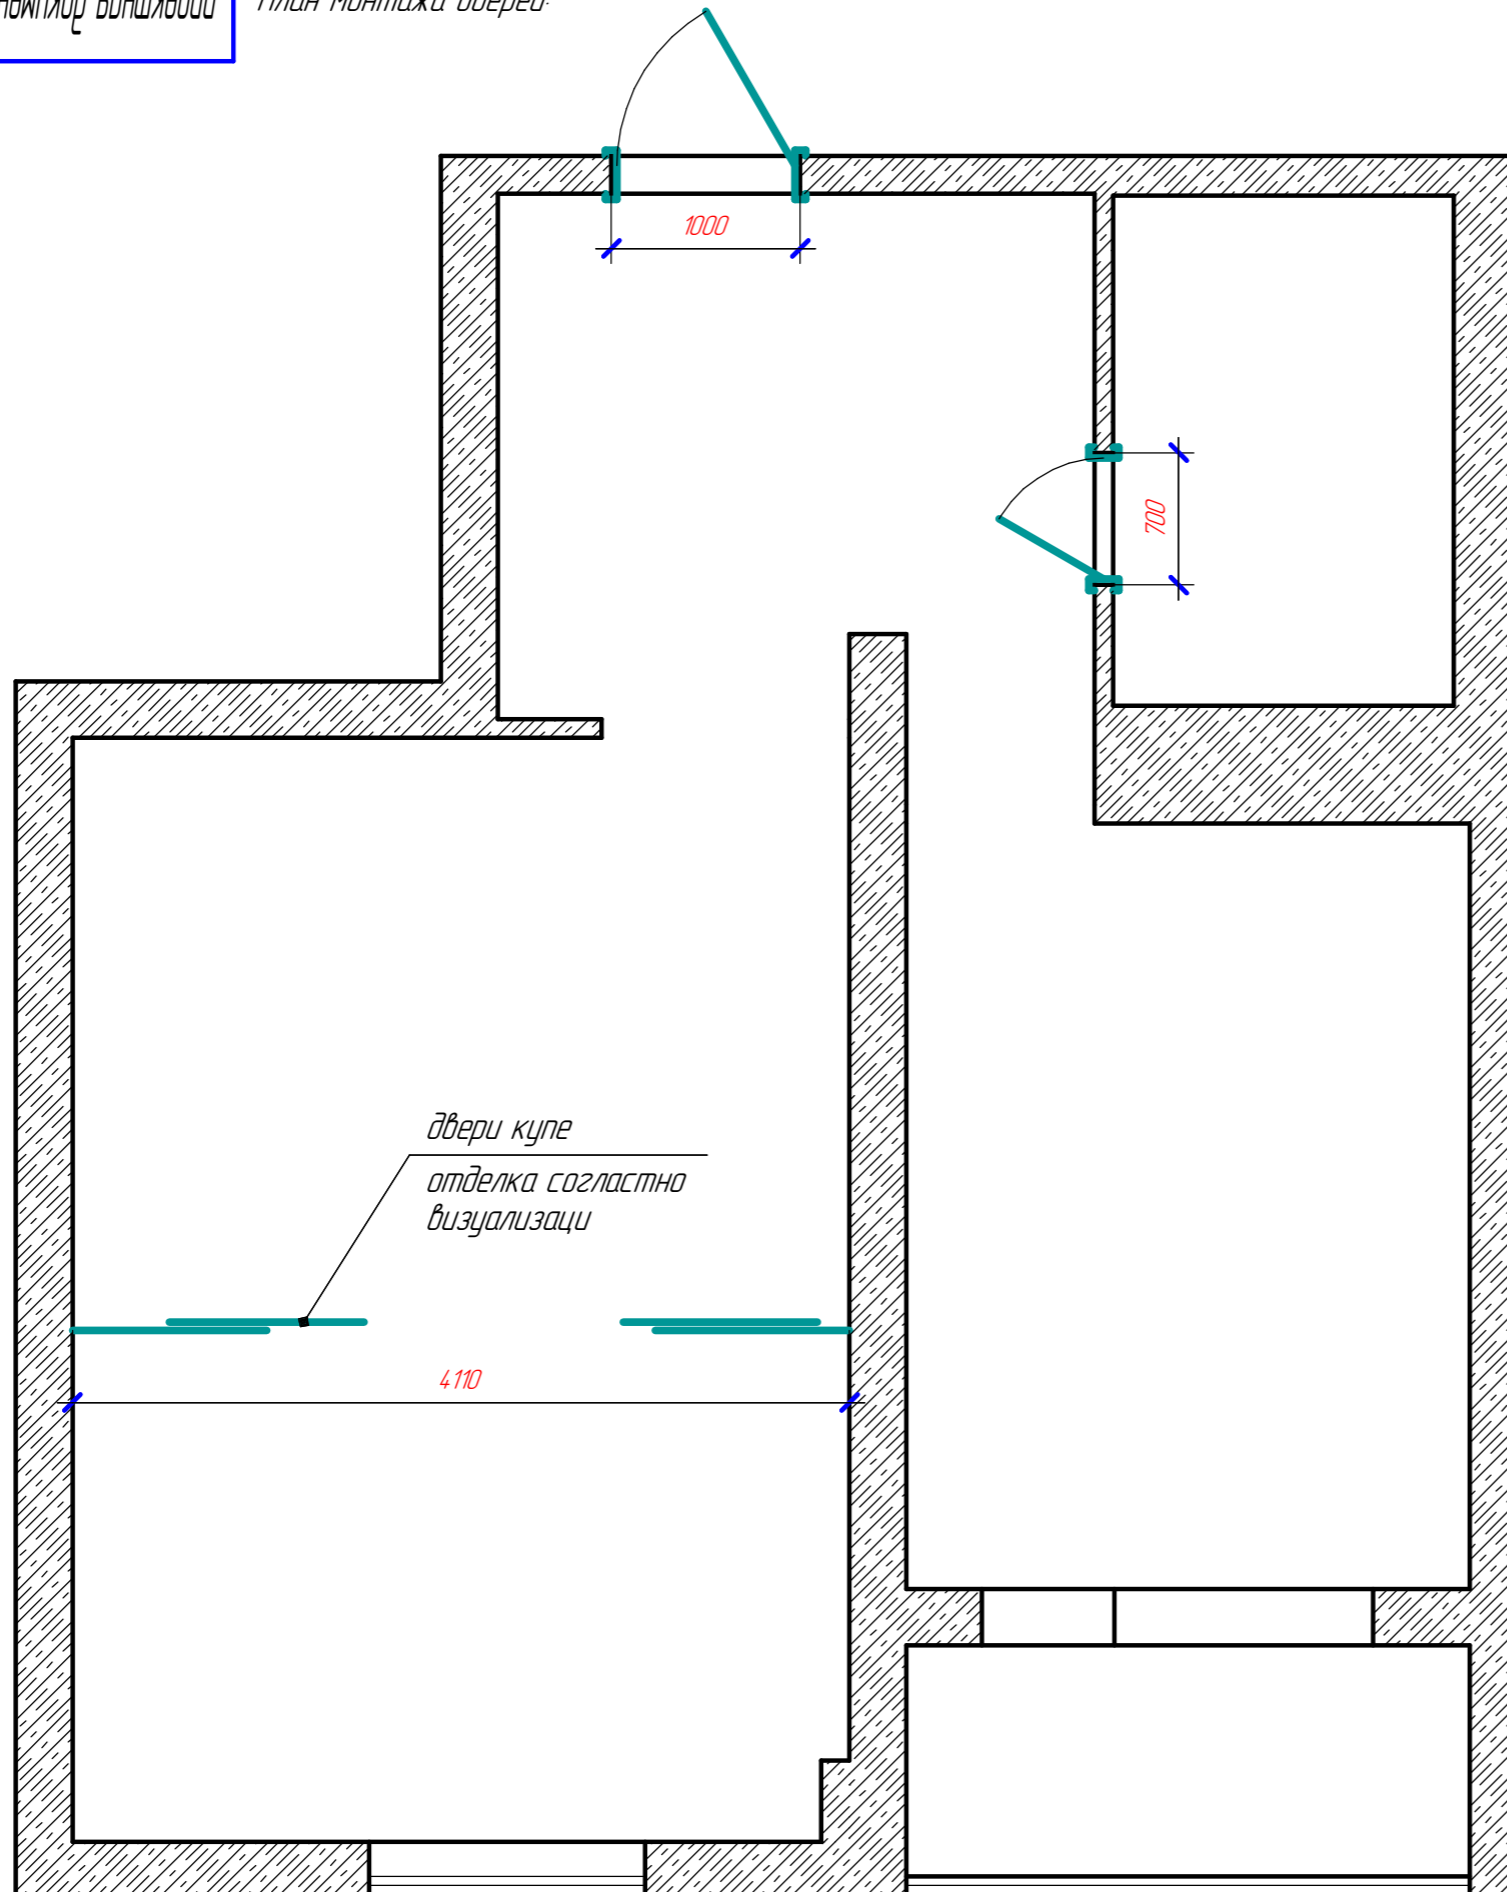 План монтажа дверей.
1000
700
двери купе
отделка согластно
визуализаци
4110